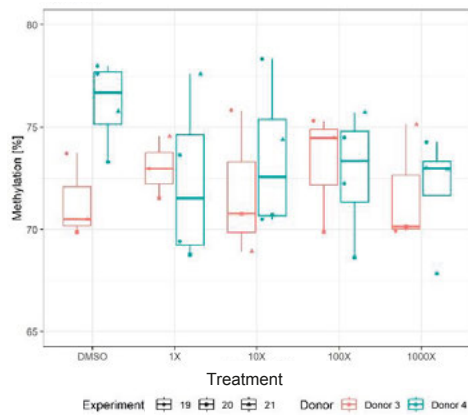 80
75
70
65
Methylation [%]
DMSO 1X 10X 100X 1000X
Treatment
Experiment 19 20 21 Donor Donor 3 Donor 4